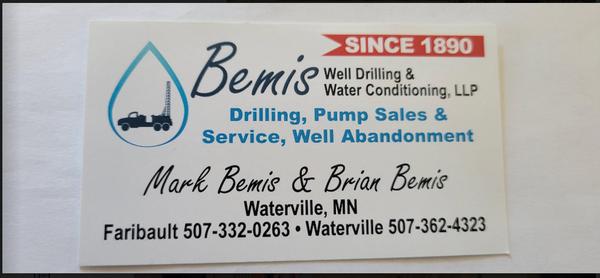 SINCE 1890
Bemis Well Drilling &
Water Conditioning, LLP
Drilling, Pump Sales &
Service, Well Abandonment
Mark Bemis & Brian Bemis
Waterville, MN
Faribault 507-332-0263 • Waterville 507-362-4323